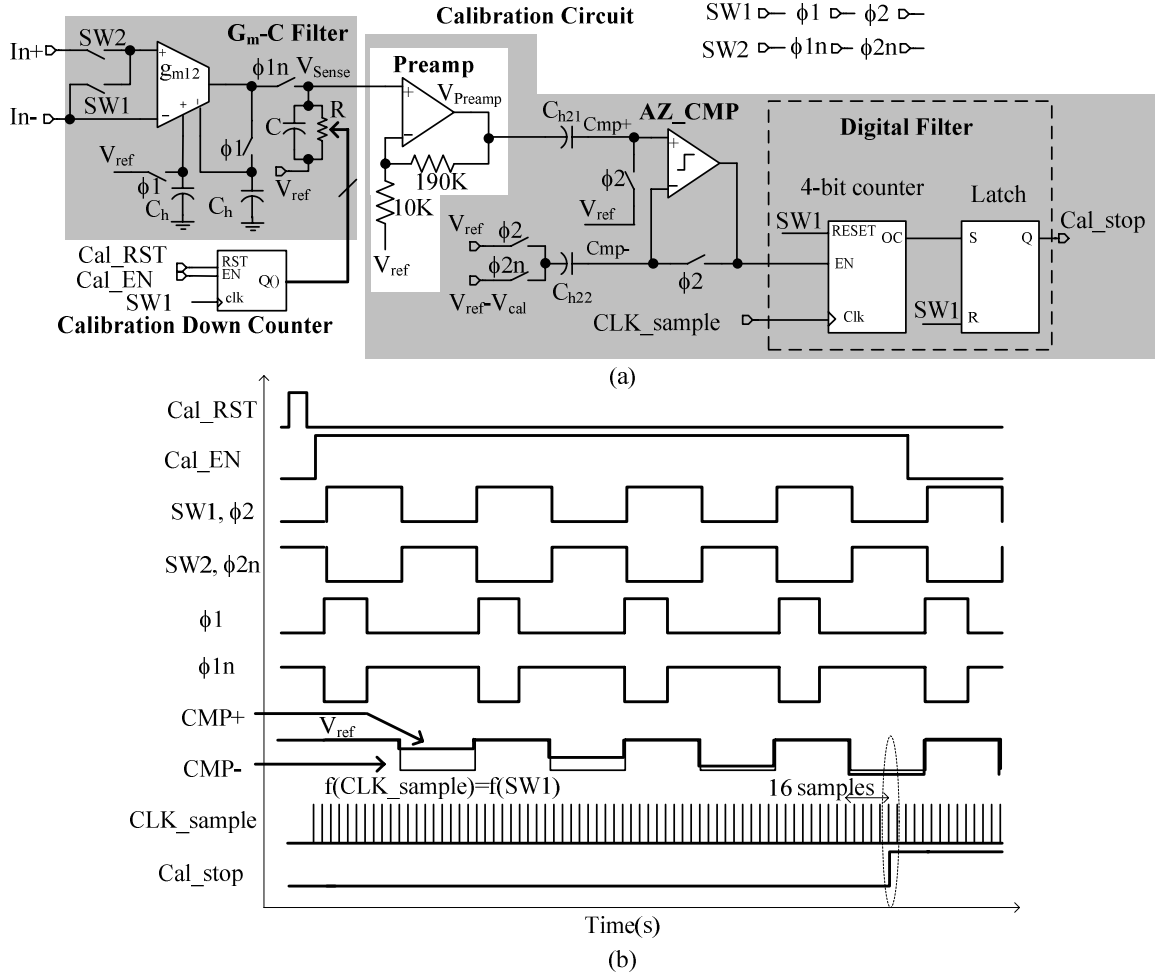 Calibration Circuit
SW1 ϕ1 ϕ2
SW2 ϕ1n ϕ2n
In+
SW2
Gm-C Filter
gm12
+
-
+
-
ϕ1n
VSense
In-
SW1
C
R
Vref
ϕ1
ϕ1
Ch
Ch
Vref
Preamp
+
-
VPreamp
190K
10K
Vref
Ch21
Cmp+
AZ_CMP
+
-
ϕ2
Vref
Vref
ϕ2
ϕ2n
Vref-Vcal
Ch22
Cmp-
ϕ2
CLK_sample
Digital Filter
4-bit counter
Latch
SW1
RESET
OC
EN
Clk
S
Q
R
SW1
Cal_stop
Cal_RST
Cal_EN
SW1
RST
EN
clk
Q()
Calibration Down Counter
(a)
Cal_RST
Cal_EN
SW1, ϕ2
SW2, ϕ2n
ϕ1
ϕ1n
CMP+
Vref
CMP-
f(CLK_sample)=f(SW1)
16 samples
CLK_sample
Cal_stop
Time(s)
(b)